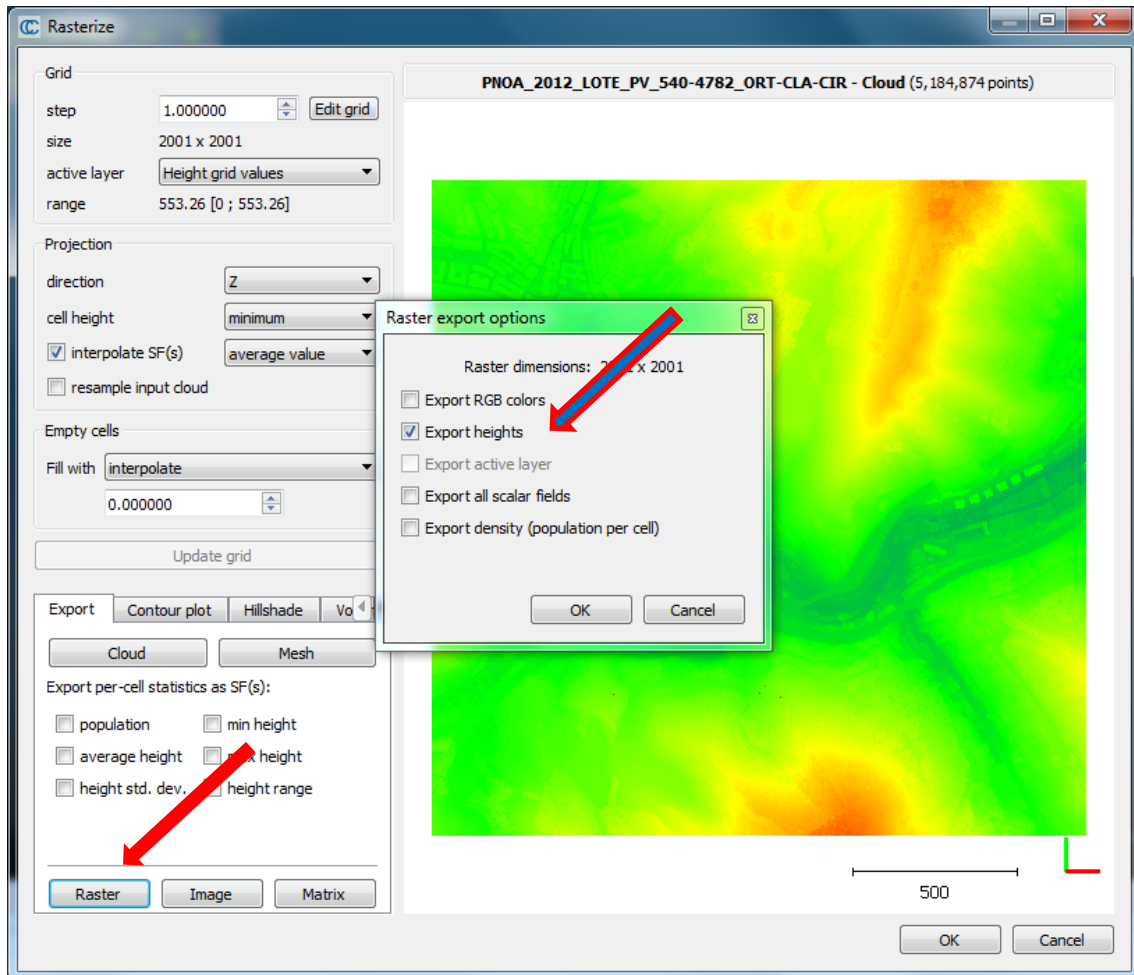 Rasterize
Grid
step 1.000000 Edit grid
size 2001 x 2001
active layer Height grid values
range 553.26 [0 ; 553.26]
Projection
direction Z
cell height minimum
interpolate SF(s) average value
resample input cloud
Empty cells
Fill with interpolate
0.000000
Update grid
Export Contour plot Hillshade
Cloud Mesh
Export per-cell statistics as SF(s):
population min height
average height height
height std. dev. height range
Raster Image Matrix
PNOA_2012_LOTE_PV_540-4782_ORT-CLA-CIR - Cloud (5,184,874 points)
Raster export options
Raster dimensions: x 2001
Export RGB colors
Export heights
Export active layer
Export all scalar fields
Export density (population per cell)
OK Cancel
500
OK Cancel